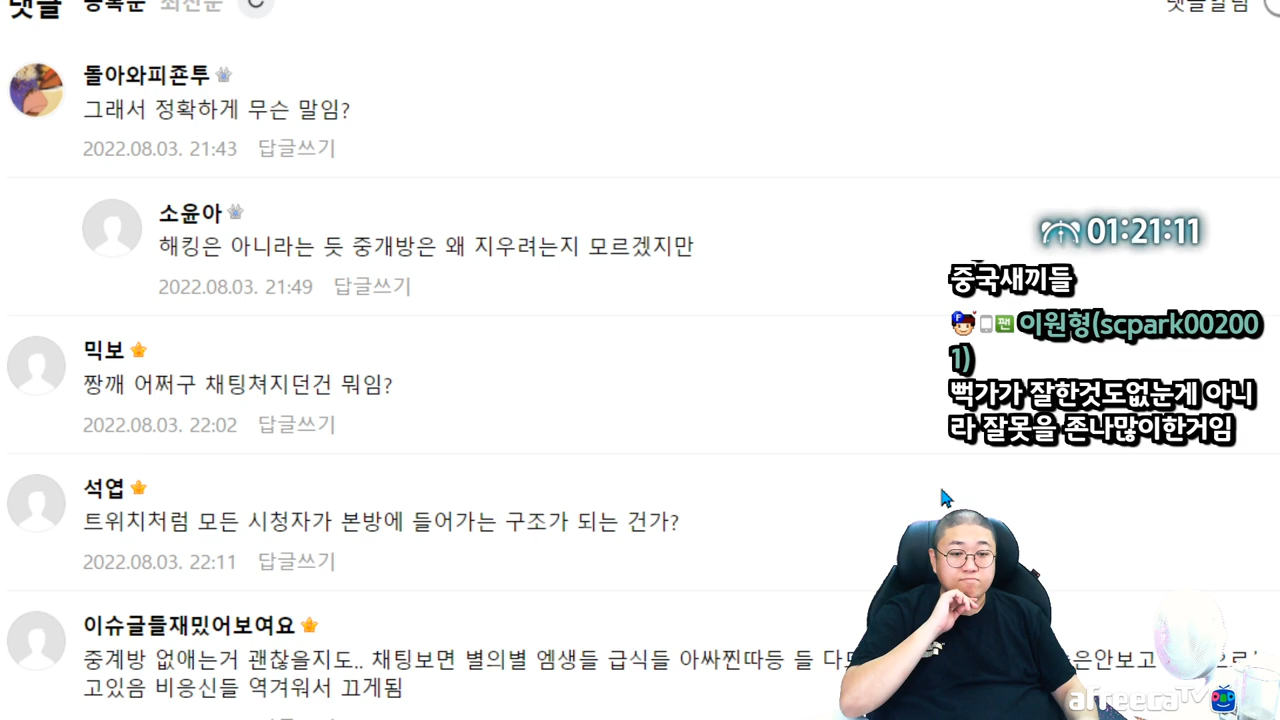 댓글 등록순 최신순
댓글알림
돌아와피죤투
그래서 정확하게 무슨 말임?
2022.08.03. 21:43 답글쓰기
소윤아
해킹은 아니라는 듯 중개방은 왜 지우려는지 모르겠지만
2022.08.03. 21:49 답글쓰기
믹보
짱깨 어쩌구 채팅쳐지던건 뭐임?
2022.08.03. 22:02 답글쓰기
석엽
트위치처럼 모든 시청자가 본방에 들어가는 구조가 되는 건가?
2022.08.03. 22:11 답글쓰기
이슈글들재밌어보여요
중계방 없애는거 괜찮을지도.. 채팅보면 별의별 엠생들 급식들 아싸찐따등 들
고있음 비응신들 역겨워서 끄게됨
01:21:11
중국새끼들
이원형(scpark00200
1)
뻑가가 잘한것도없눈게 아니
라 잘못을 존나많이한거임
afreecaTV